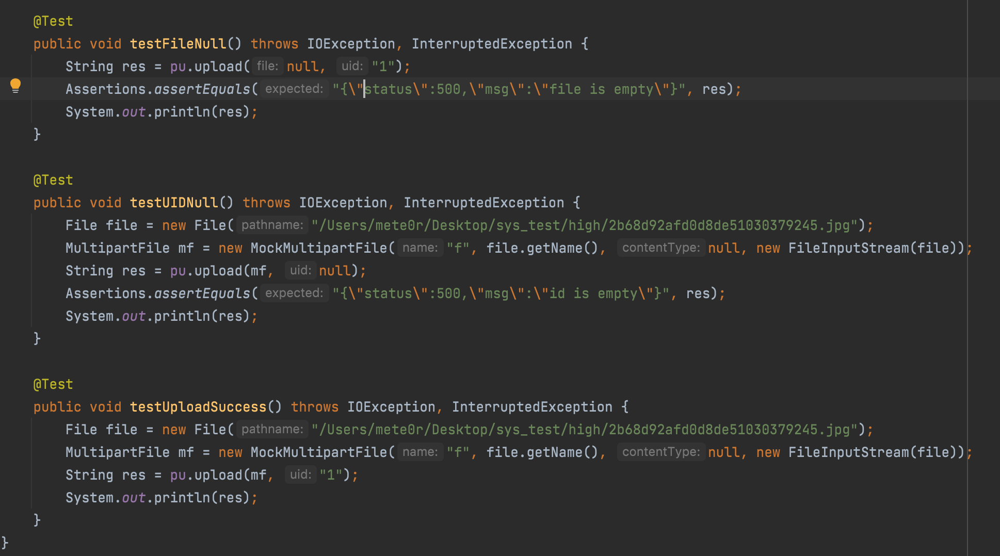 @Test
public void testFileNull() throws IOException, InterruptedException {
String res = pu.upload( file: null, uid: "1");
Assertions.assertEquals( expected: "{\"status\":500,\"msg\":\"file is empty\"}", res);
System.out.println(res);
}
@Test
public void testUIDNull() throws IOException, InterruptedException {
File file = new File( pathname: "/Users/mete0r/Desktop/sys_test/high/2b68d92afd0d8de51030379245.jpg");
MultipartFile mf = new MockMultipartFile( name: "f", file.getName(), contentType: null, new FileInputStream(file));
String res = pu.upload(mf, uid: null);
Assertions.assertEquals( expected: "{\"status\":500,\"msg\":\"id is empty\"}", res);
System.out.println(res);
}
@Test
public void testUploadSuccess() throws IOException, InterruptedException {
File file = new File( pathname: "/Users/mete0r/Desktop/sys_test/high/2b68d92afd0d8de51030379245.jpg");
MultipartFile mf = new MockMultipartFile( name: "f", file.getName(), contentType: null, new FileInputStream(file));
String res = pu.upload(mf, uid: "1");
System.out.println(res);
}
}